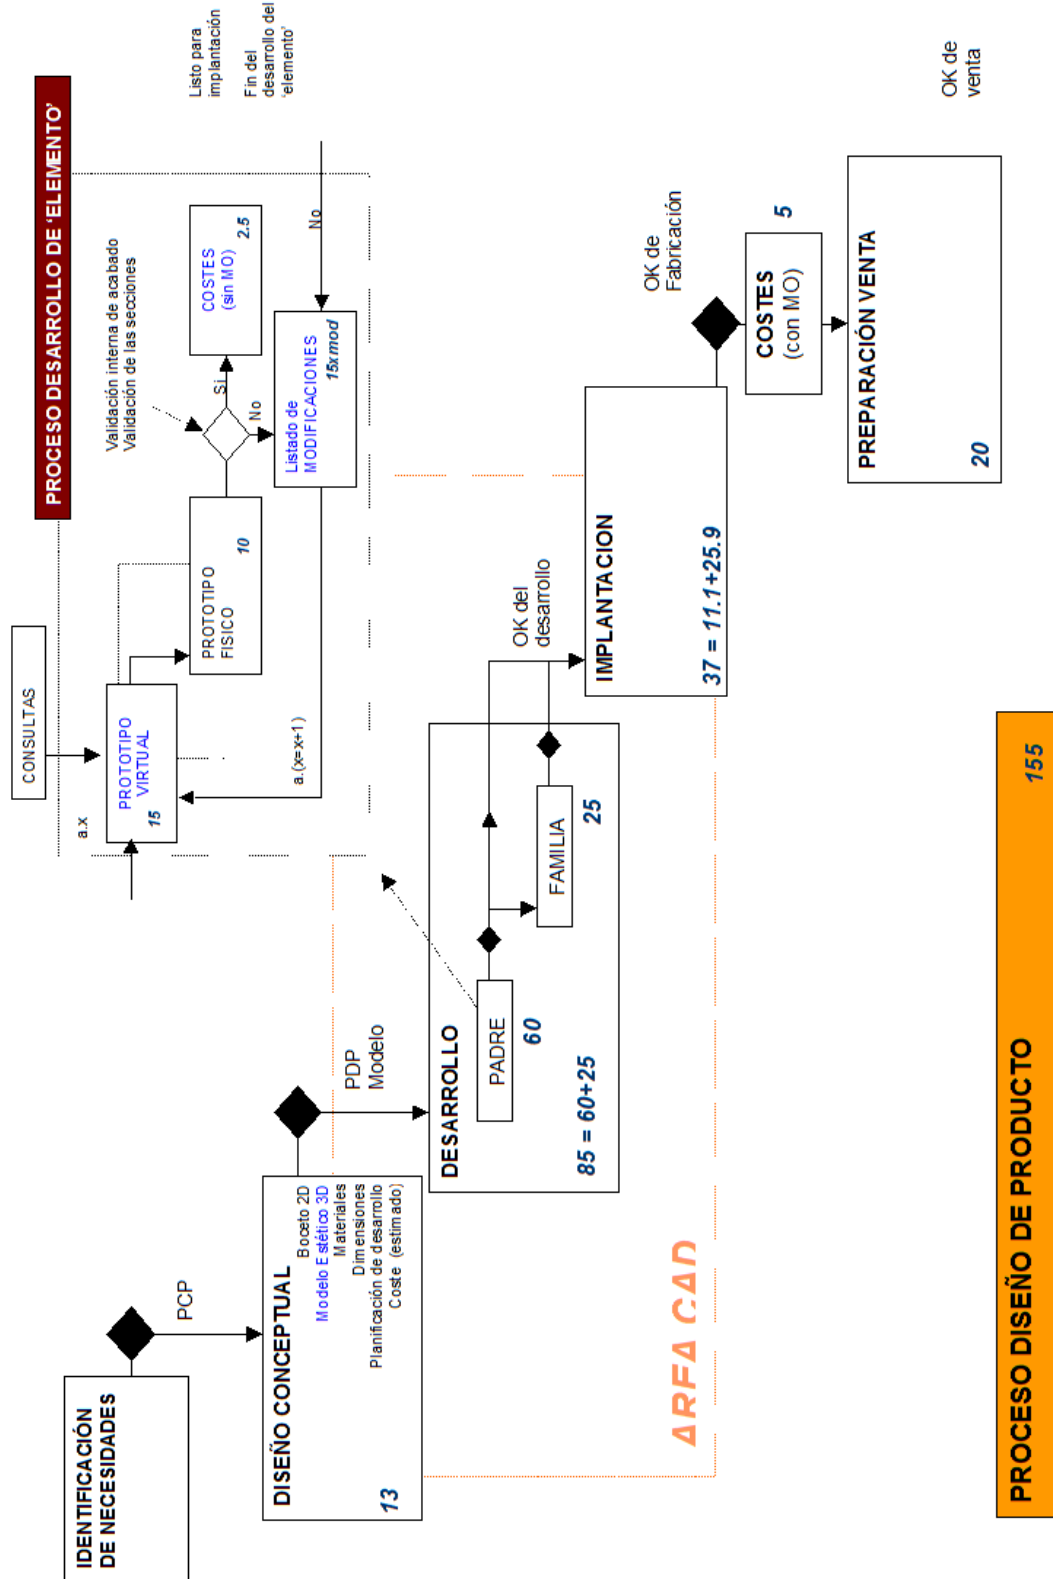 PROCESO DESARROLLO DE 'ELEMENTO'
CONSULTAS
a.x
PROTOTIPO
VIRTUAL
15
PROTOTIPO
FISICO
10
Validación interna de acabado
Validación de las secciones
Si
No
COSTES
(sin MO)
2.5
Listado de
MODIFICACIONES
15xmod
a.(x=x+1)
No
Listo para
implantación
Fin del
desarrollo del
'elemento'
IDENTIFICACIÓN
DE NECESIDADES
PCP
DISEÑO CONCEPTUAL
Boceto 2D
Modelo Estético 3D
Materiales
Dimensiones
Planificación de desarrollo
Coste (estimado)
13
PDP
Modelo
DESARROLLO
PADRE
60
FAMILIA
25
85 = 60+25
OK del
desarrollo
IMPLANTACION
37 = 11.1+25.9
OK de
Fabricación
COSTES
(con MO)
5
PREPARACIÓN VENTA
20
OK de
venta
AREA CAD
PROCESO DISEÑO DE PRODUCTO
155